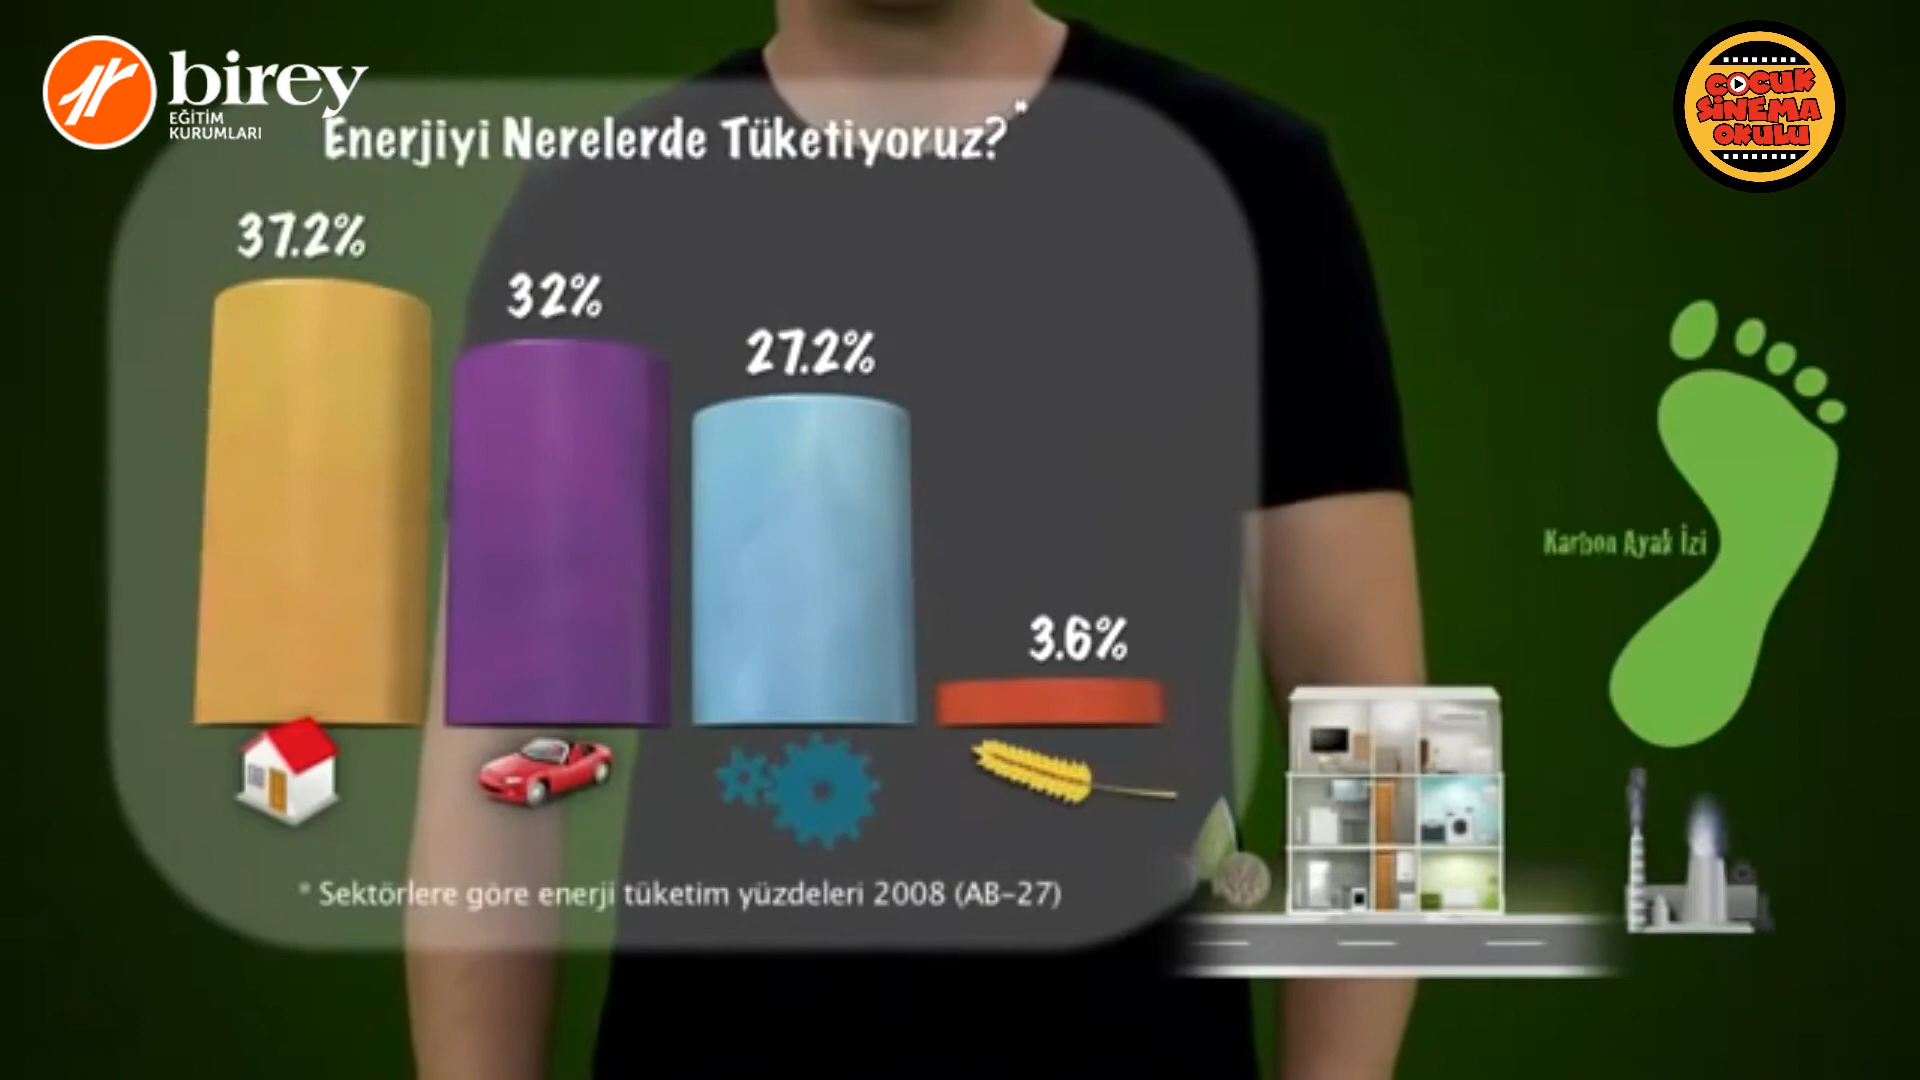 birey
EĞİTİM
KURUMLARI
ÇOCUK
SİNEMA
OKULU
Enerjiyi Nerelerde Tüketiyoruz?*
37.2%
32%
27.2%
3.6%
Karbon Ayak İzi
* Sektörlere göre enerji tüketim yüzdeleri 2008 (AB-27)